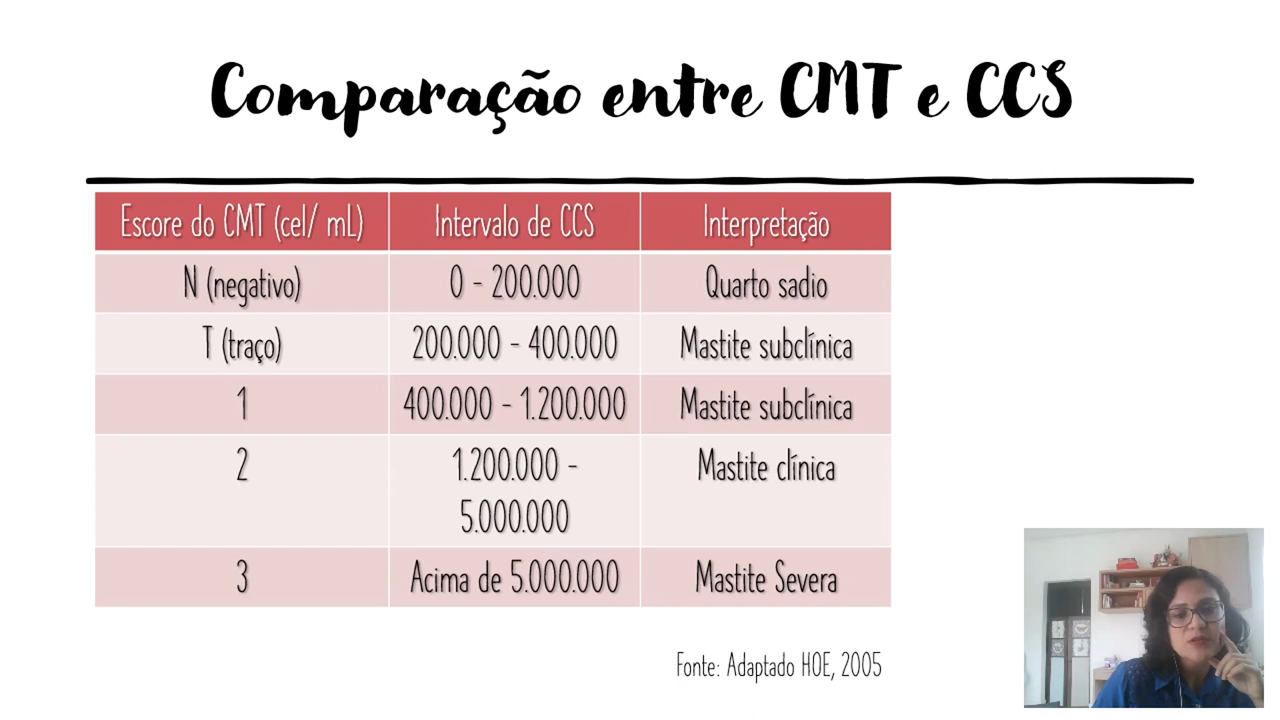 Comparação entre CMT e CCS
Escore do CMT (cel/ mL) Intervalo de CCS Interpretação
N (negativo) 0 - 200.000 Quarto sadio
T (traço) 200.000 - 400.000 Mastite subclínica
1 400.000 - 1.200.000 Mastite subclínica
2 1.200.000 - Mastite clínica
5.000.000
3 Acima de 5.000.000 Mastite Severa
Fonte: Adaptado HOE, 2005